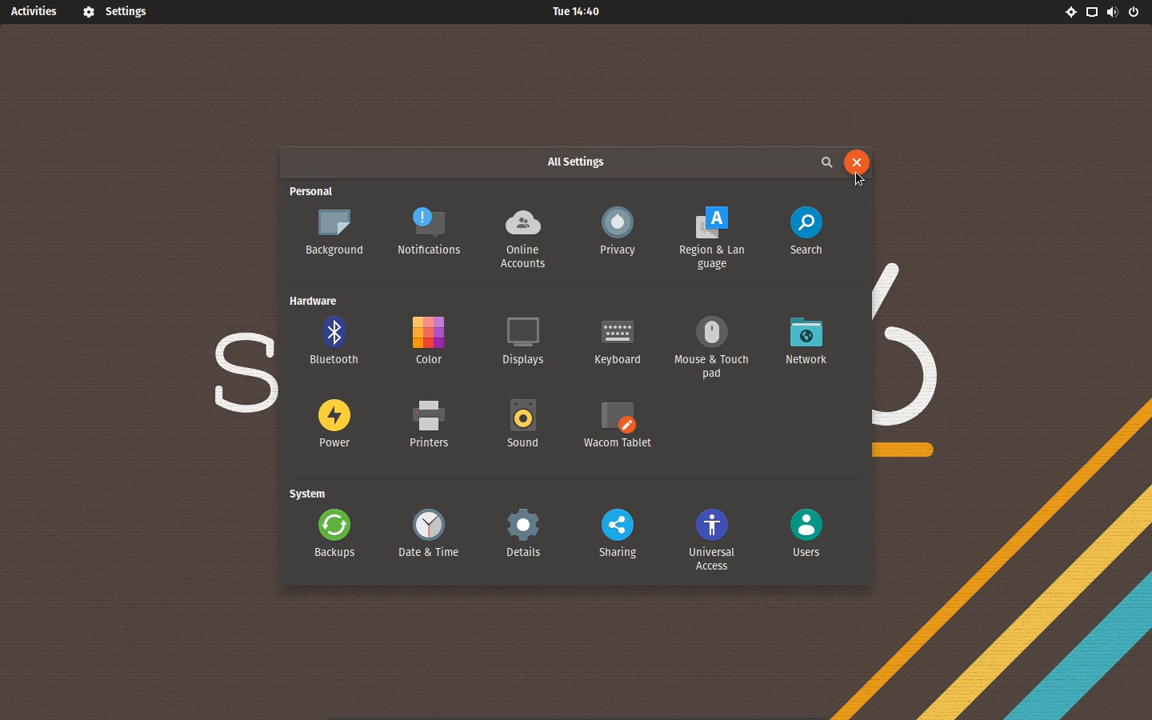 Activities
Settings
Tue 14:40
All Settings
Personal
Background
Notifications
Online
Accounts
Privacy
Region & Lan
guage
A
Search
Hardware
Bluetooth
Color
Displays
Keyboard
Mouse & Touch
pad
Network
Power
Printers
Sound
Wacom Tablet
System
Backups
Date & Time
Details
Sharing
Universal
Access
Users
s
6